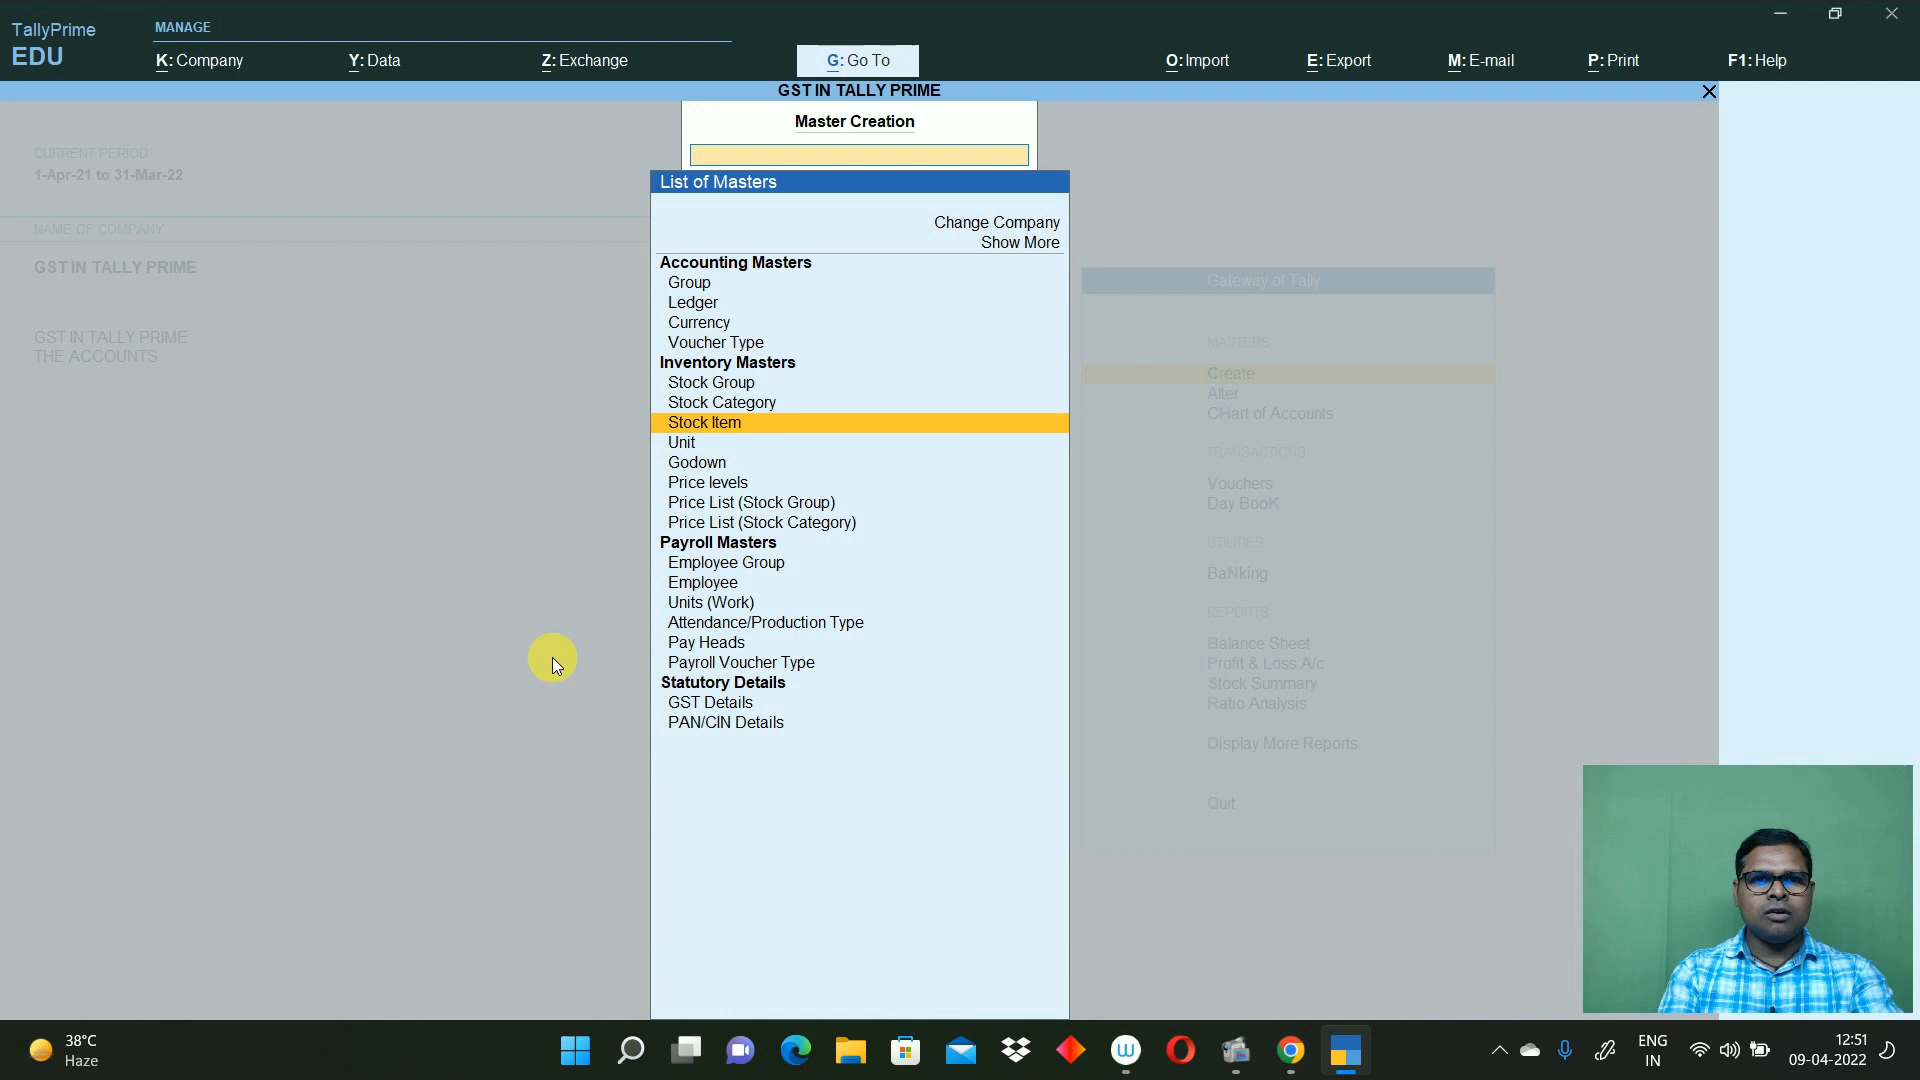 TallyPrime
EDU
MANAGE
K: Company
Y: Data
Z: Exchange
G: Go To
O: Import
E: Export
M: E-mail
P: Print
F1: Help
GST IN TALLY PRIME
Master Creation
CURRENT PERIOD
1-Apr-21 to 31-Mar-22
NAME OF COMPANY
GST IN TALLY PRIME
GST IN TALLY PRIME
THE ACCOUNTS
List of Masters
Change Company
Show More
Accounting Masters
Group
Ledger
Currency
Voucher Type
Inventory Masters
Stock Group
Stock Category
Stock Item
Unit
Godown
Price levels
Price List (Stock Group)
Price List (Stock Category)
Payroll Masters
Employee Group
Employee
Units (Work)
Attendance/Production Type
Pay Heads
Payroll Voucher Type
Statutory Details
GST Details
PAN/CIN Details
Gateway of Tally
MASTERS
Create
Alter
CHart of Accounts
TRANSACTIONS
Vouchers
Day BooK
UTILITIES
BaNking
REPORTS
Balance Sheet
Profit & Loss A/c
Stock Summary
Ratio Analysis
Display More Reports
Quit
38°C
Haze
ENG
IN
12:51
09-04-2022